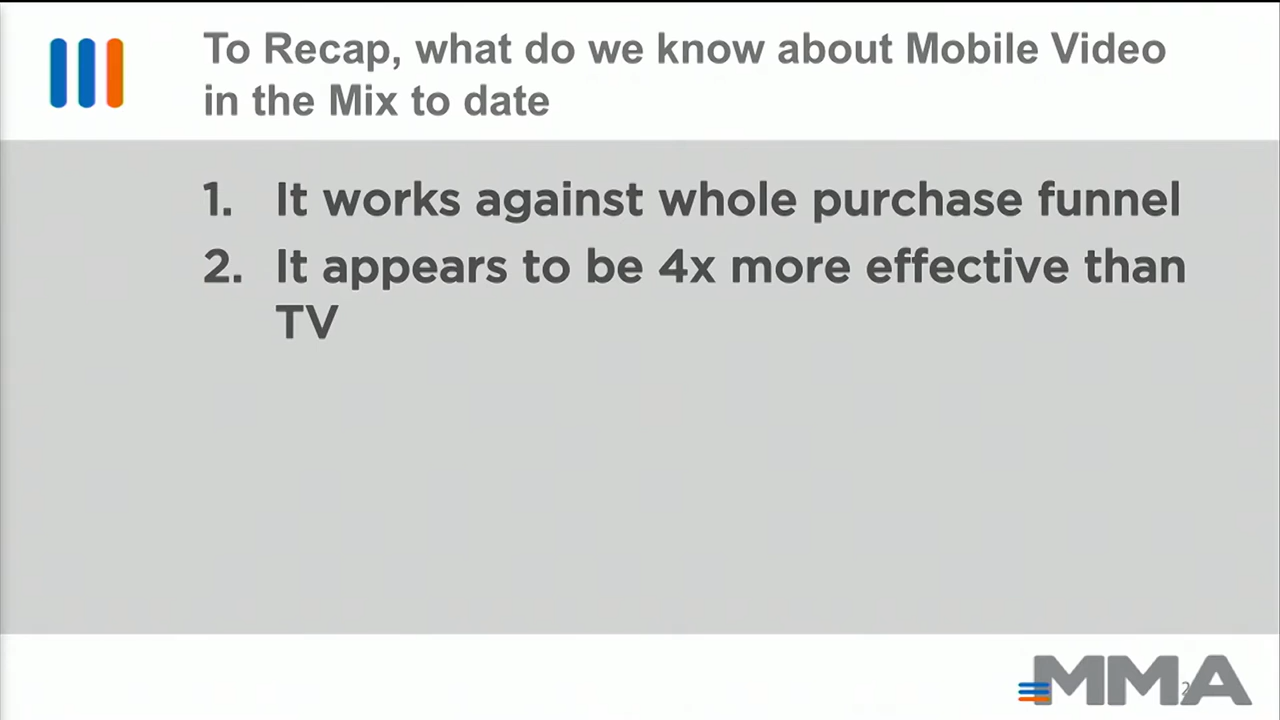 To Recap, what do we know about Mobile Video
in the Mix to date
1. It works against whole purchase funnel
2. It appears to be 4x more effective than
TV
MMA